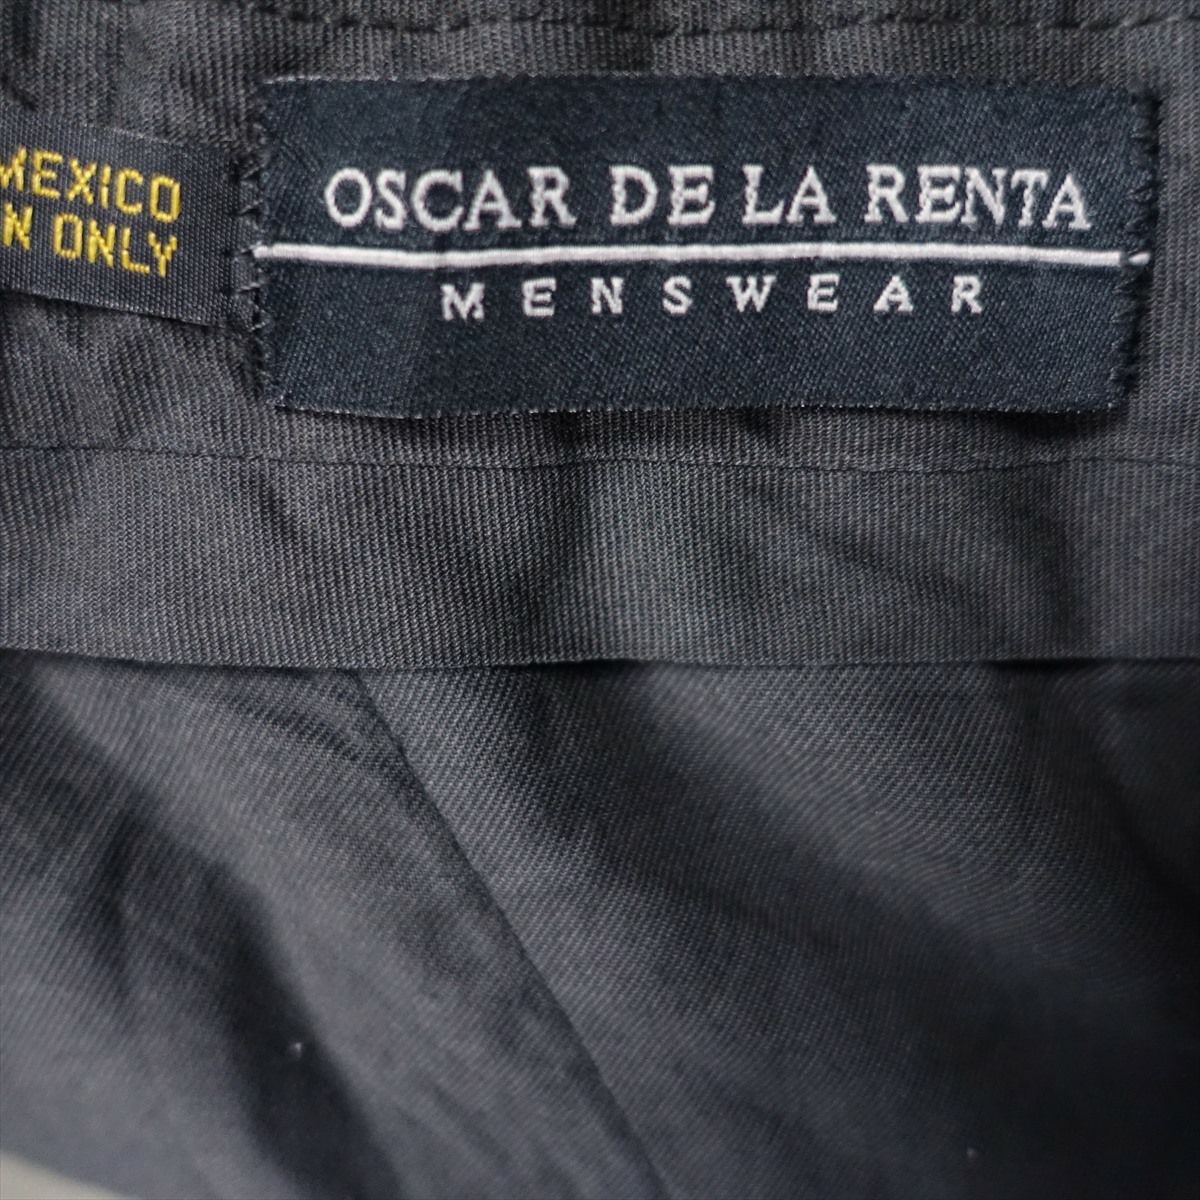 MEXICO
ONLY
OSCAR DE LA RENTA
MENSWEAR